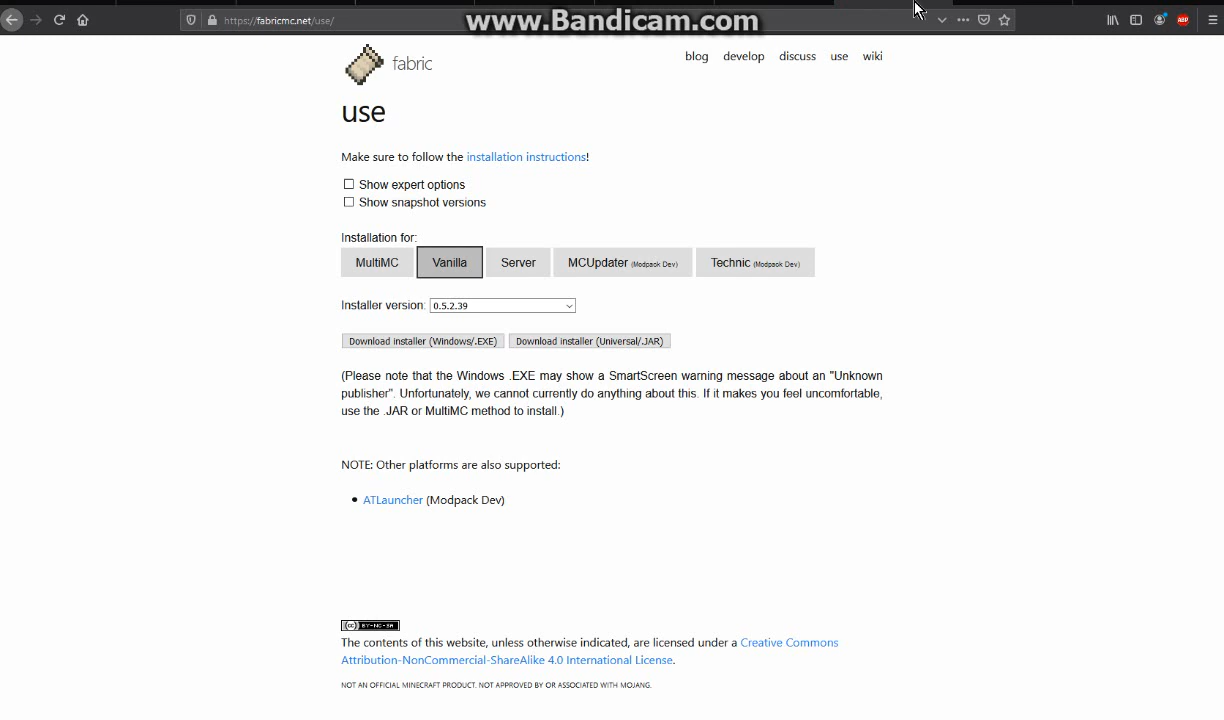 https://fabricmc.net/use/
www.Bandicam.com
ABP
fabric
blog develop discuss use wiki
use
Make sure to follow the installation instructions!
Show expert options
Show snapshot versions
Installation for:
MultiMC Vanilla Server MCUpdater (Modpack Dev) Technic (Modpack Dev)
Installer version: 0.5.2.39
Download installer (Windows/.EXE) Download installer (Universal/.JAR)
(Please note that the Windows .EXE may show a SmartScreen warning message about an "Unknown
publisher". Unfortunately, we cannot currently do anything about this. If it makes you feel uncomfortable,
use the .JAR or MultiMC method to install.)
NOTE: Other platforms are also supported:
ATLauncher (Modpack Dev)
CC BY-NC-SA
The contents of this website, unless otherwise indicated, are licensed under a Creative Commons
Attribution-NonCommercial-ShareAlike 4.0 International License.
NOT AN OFFICIAL MINECRAFT PRODUCT. NOT APPROVED BY OR ASSOCIATED WITH MOJANG.